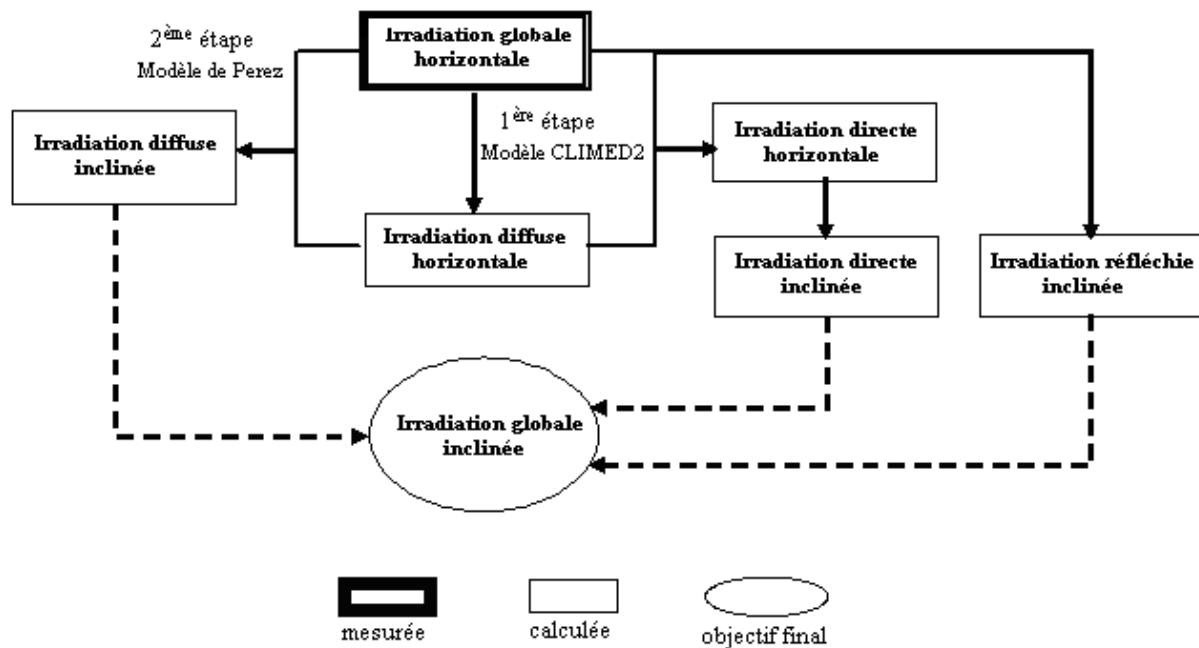 2ème étape
Modèle de Perez
Irradiation globale
horizontale
1ère étape
Modèle CLIMED2
Irradiation diffuse
inclinée
Irradiation directe
horizontale
Irradiation diffuse
horizontale
Irradiation directe
inclinée
Irradiation réfléchie
inclinée
Irradiation globale
inclinée
mesurée
calculée
objectif final